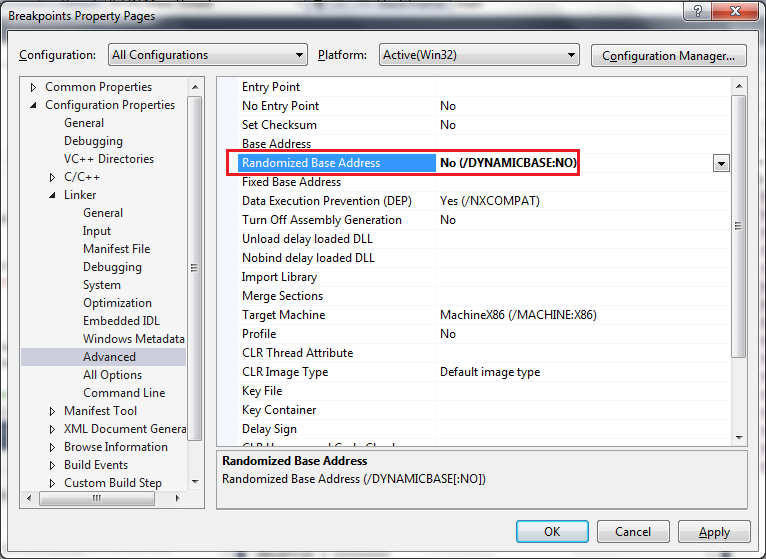 Breakpoints Property Pages
Configuration: All Configurations Platform: Active(Win32) Configuration Manager...
Common Properties
Configuration Properties
General
Debugging
VC++ Directories
C/C++
Linker
General
Input
Manifest File
Debugging
System
Optimization
Embedded IDL
Windows Metadata
Advanced
All Options
Command Line
Manifest Tool
XML Document Genera
Browse Information
Build Events
Custom Build Step
Entry Point
No Entry Point No
Set Checksum No
Base Address
Randomized Base Address No (/DYNAMICBASE:NO)
Fixed Base Address
Data Execution Prevention (DEP) Yes (/NXCOMPAT)
Turn Off Assembly Generation No
Unload delay loaded DLL
Nobind delay loaded DLL
Import Library
Merge Sections
Target Machine MachineX86 (/MACHINE:X86)
Profile No
CLR Thread Attribute
CLR Image Type Default image type
Key File
Key Container
Delay Sign
Randomized Base Address
Randomized Base Address (/DYNAMICBASE[:NO])
OK Cancel Apply